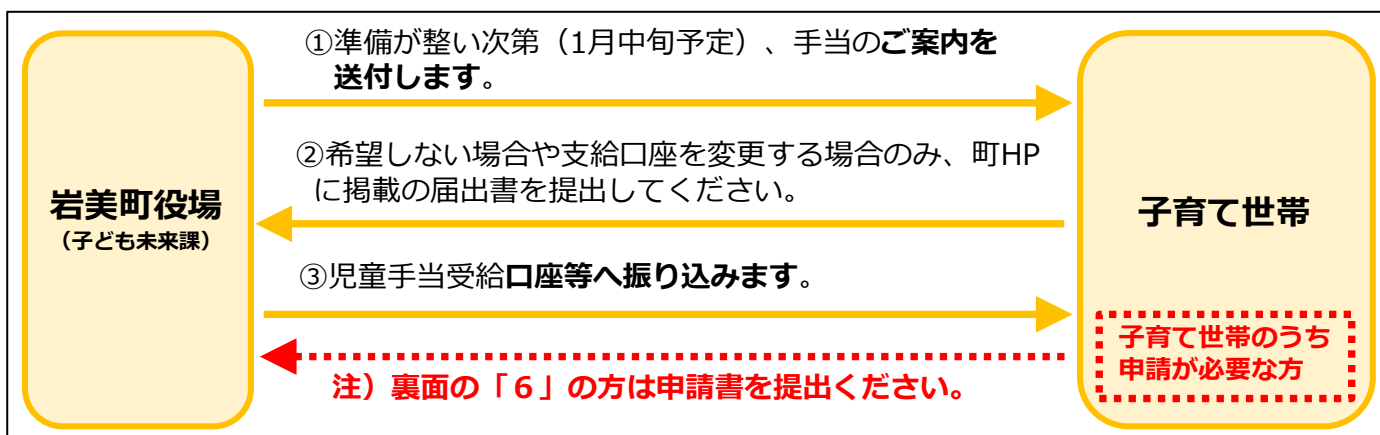 ①準備が整い次第（1月中旬予定）、手当のご案内を
送付します。
②希望しない場合や支給口座を変更する場合のみ、町HP
に掲載の届出書を提出してください。
岩美町役場
（子ども未来課）
子育て世帯
③児童手当受給口座等へ振り込みます。
子育て世帯のうち
申請が必要な方
注）裏面の「６」の方は申請書を提出ください。